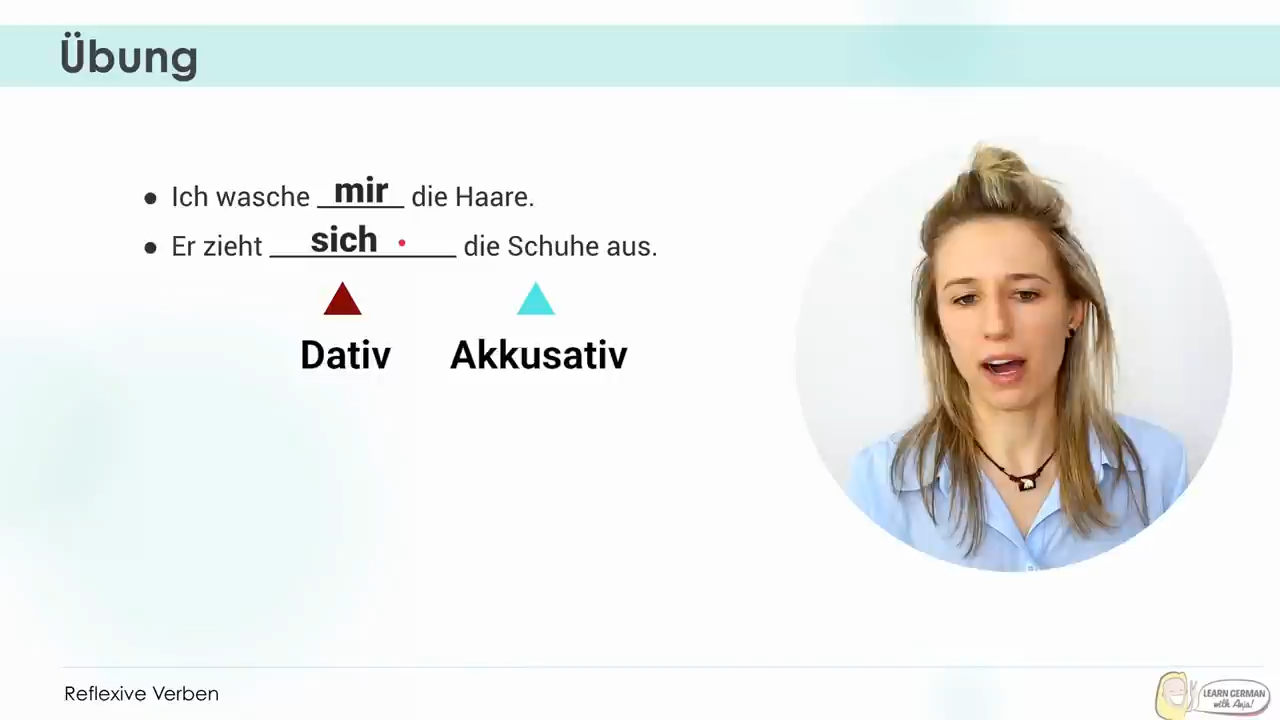 Übung
● Ich wasche mir die Haare.
● Er zieht sich die Schuhe aus.
Dativ Akkusativ
Reflexive Verben
LEARN GERMAN
with Anja!